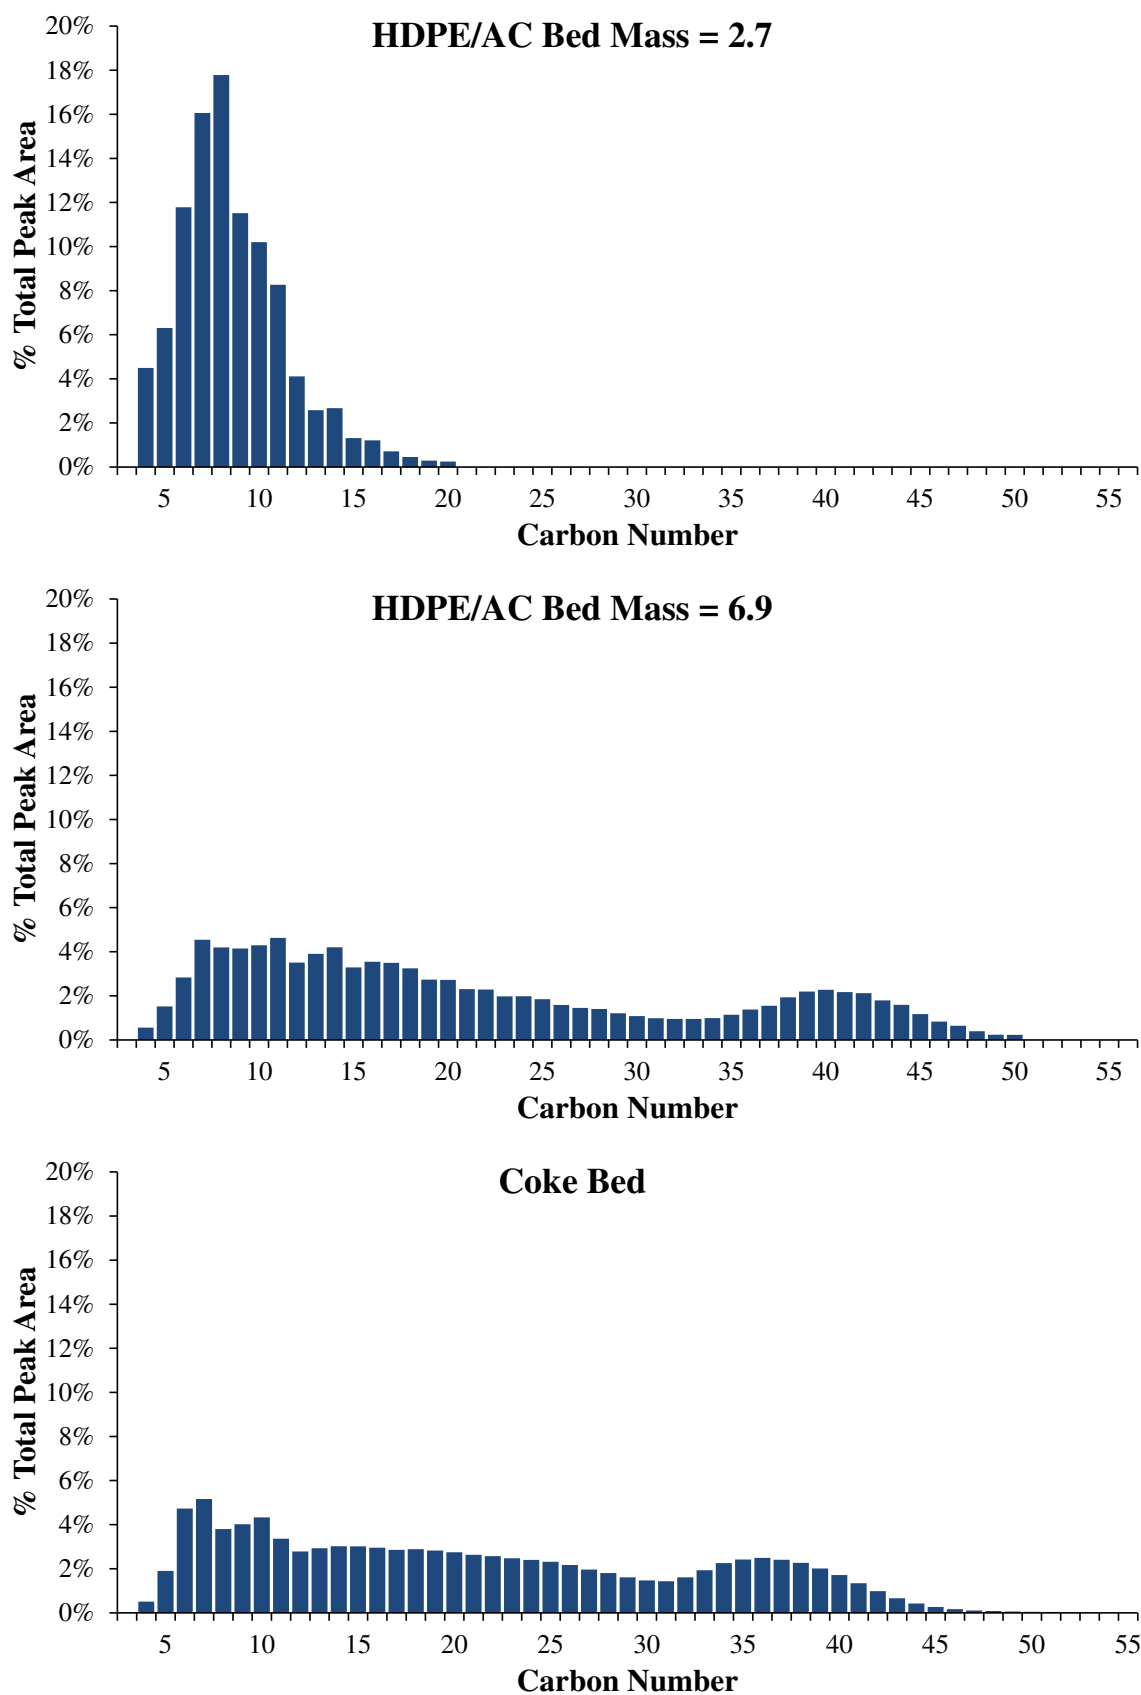 HDPE/AC Bed Mass = 2.7
% Total Peak Area
20%
18%
16%
14%
12%
10%
8%
6%
4%
2%
0%
5 10 15 20 25 30 35 40 45 50 55
Carbon Number
HDPE/AC Bed Mass = 6.9
% Total Peak Area
20%
18%
16%
14%
12%
10%
8%
6%
4%
2%
0%
5 10 15 20 25 30 35 40 45 50 55
Carbon Number
Coke Bed
% Total Peak Area
20%
18%
16%
14%
12%
10%
8%
6%
4%
2%
0%
5 10 15 20 25 30 35 40 45 50 55
Carbon Number